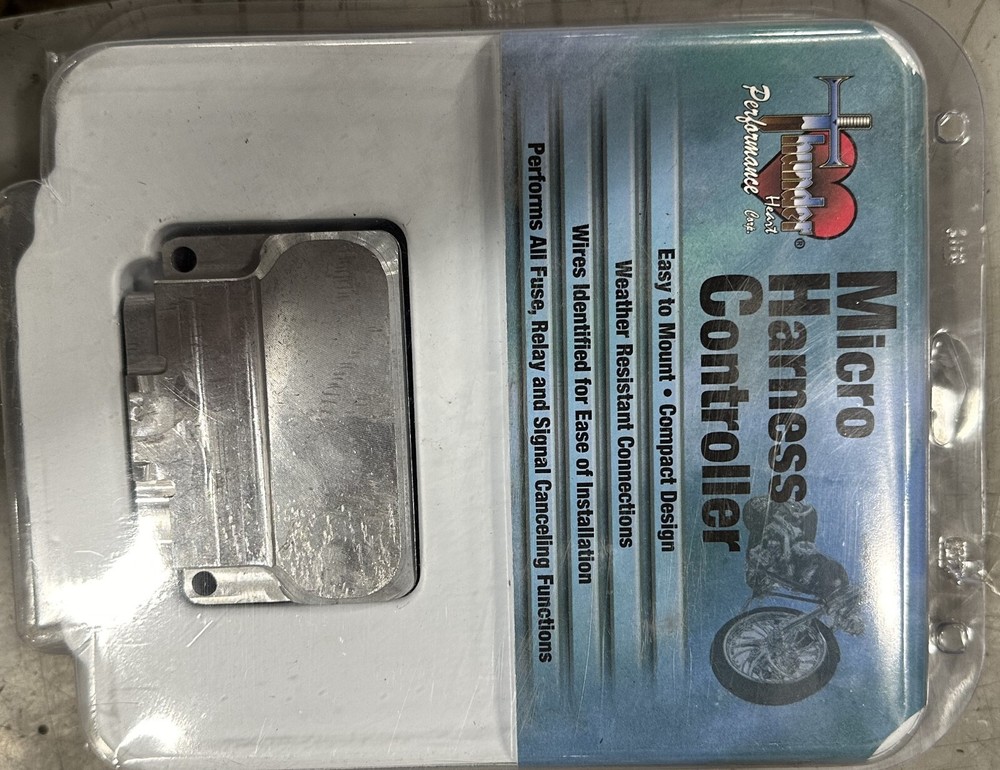 Thunder
Heart
Performance Corp.
®
Micro
Harness
Controller
Easy to Mount • Compact Design
Weather Resistant Connections
Wires Identified for Ease of Installation
Performs All Fuse, Relay and Signal Canceling Functions